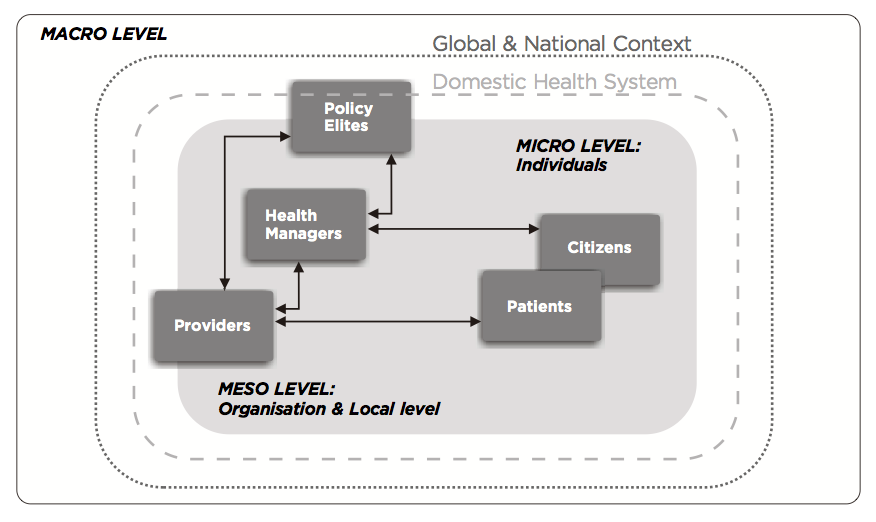 MACRO LEVEL
Global & National Context
Domestic Health System
Policy
Elites
MICRO LEVEL:
Individuals
Health
Managers
Citizens
Patients
Providers
MESO LEVEL:
Organisation & Local level